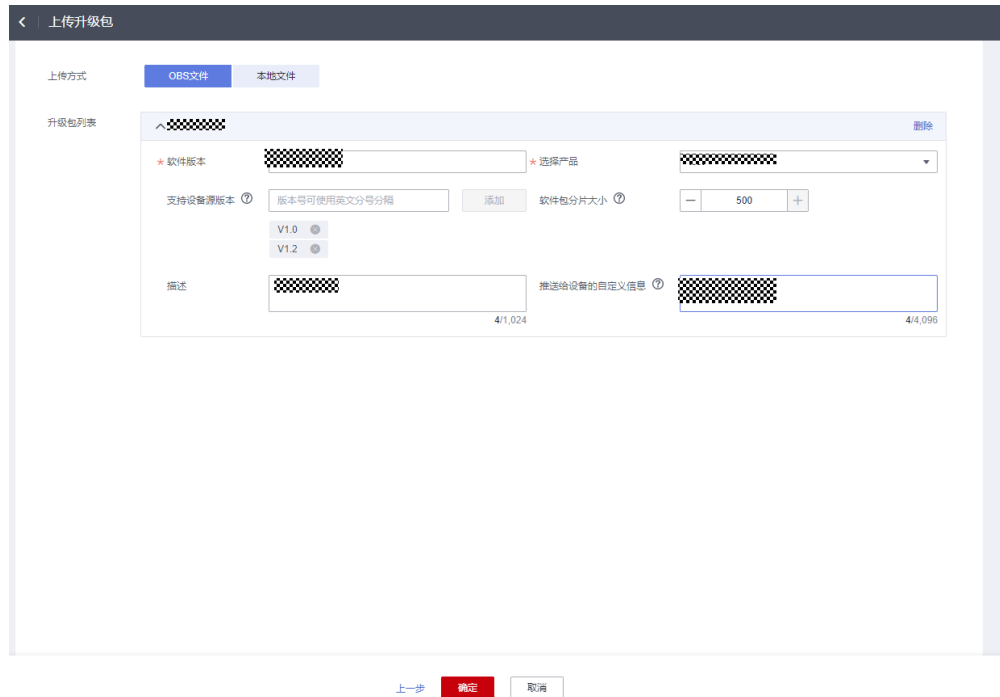 上传升级包
上传方式 OBS文件 本地文件
升级包列表 删除
* 软件版本 * 选择产品
支持设备源版本 版本号可使用英文分号分隔 添加 软件包分片大小 500
V1.0
V1.2
描述 推送给设备的自定义信息
4/1,024 4/4,096
上一步 确定 取消